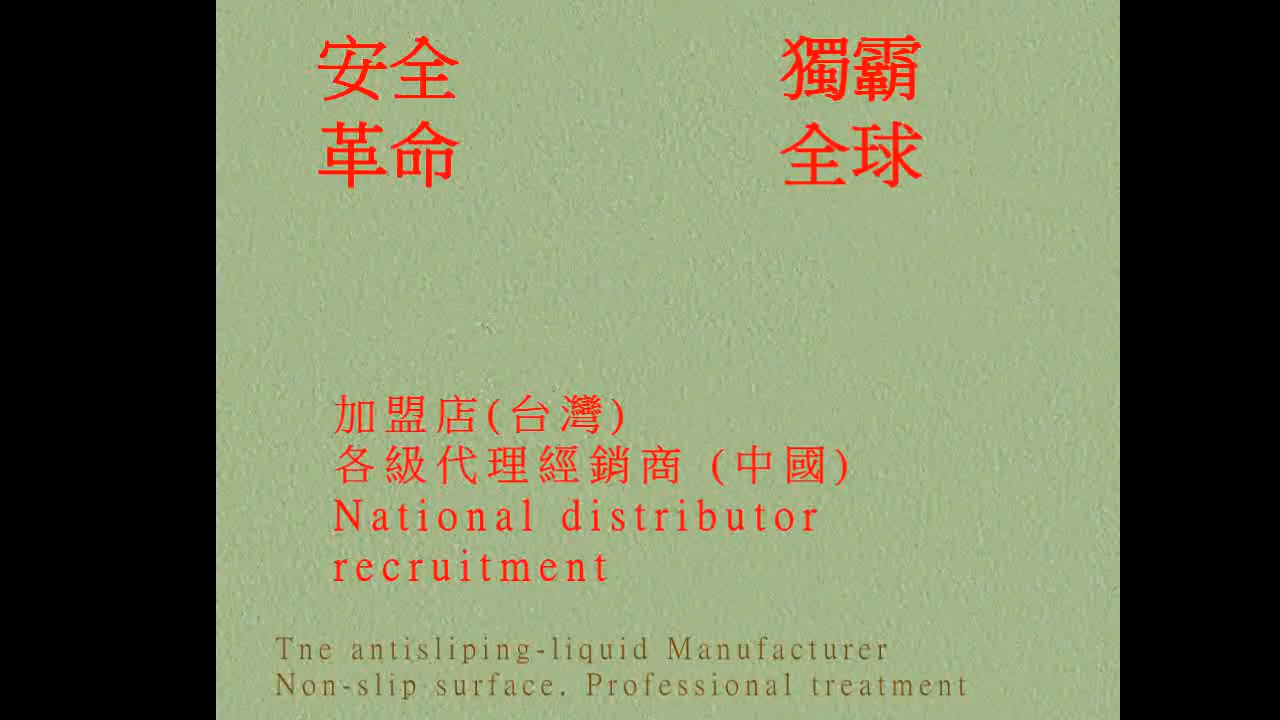 安全
革命
獨霸
全球
加盟店(台灣)
各級代理經銷商 (中國)
National distributor
recruitment
Tne antisliping-liquid Manufacturer
Non-slip surface. Professional treatment